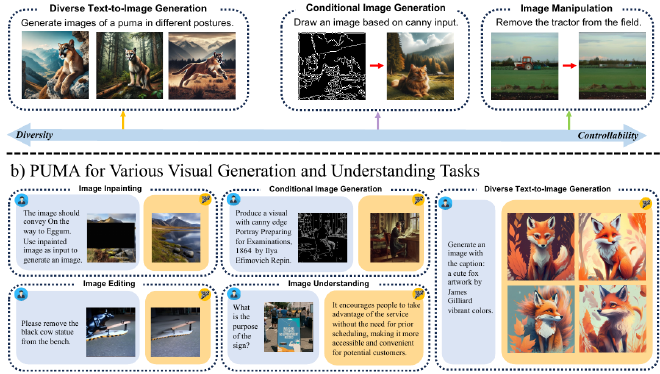 Diverse Text-to-Image Generation
Generate images of a puma in different postures.
Conditional Image Generation
Draw an image based on canny input.
Image Manipulation
Remove the tractor from the field.
Diversity
Controllability
b) PUMA for Various Visual Generation and Understanding Tasks
Image Inpainting
The image should
convey On the
way to Eggum.
Use inpainted
image as input to
generate an image.
Conditional Image Generation
Produce a visual
with canny edge
Portray Preparing
for Examinations,
1864 by Ilya
Efimovich Repin.
Diverse Text-to-Image Generation
Generate an
image with the
caption:
a cute fox
artwork by
James
Gilliard
vibrant colors.
Image Editing
Please remove the
black cow statue
from the bench.
Image Understanding
What
is the
purpose
of the
sign?
It encourages people to take
advantage of the service
without the need for prior
scheduling, making it more
accessible and convenient
for potential customers.